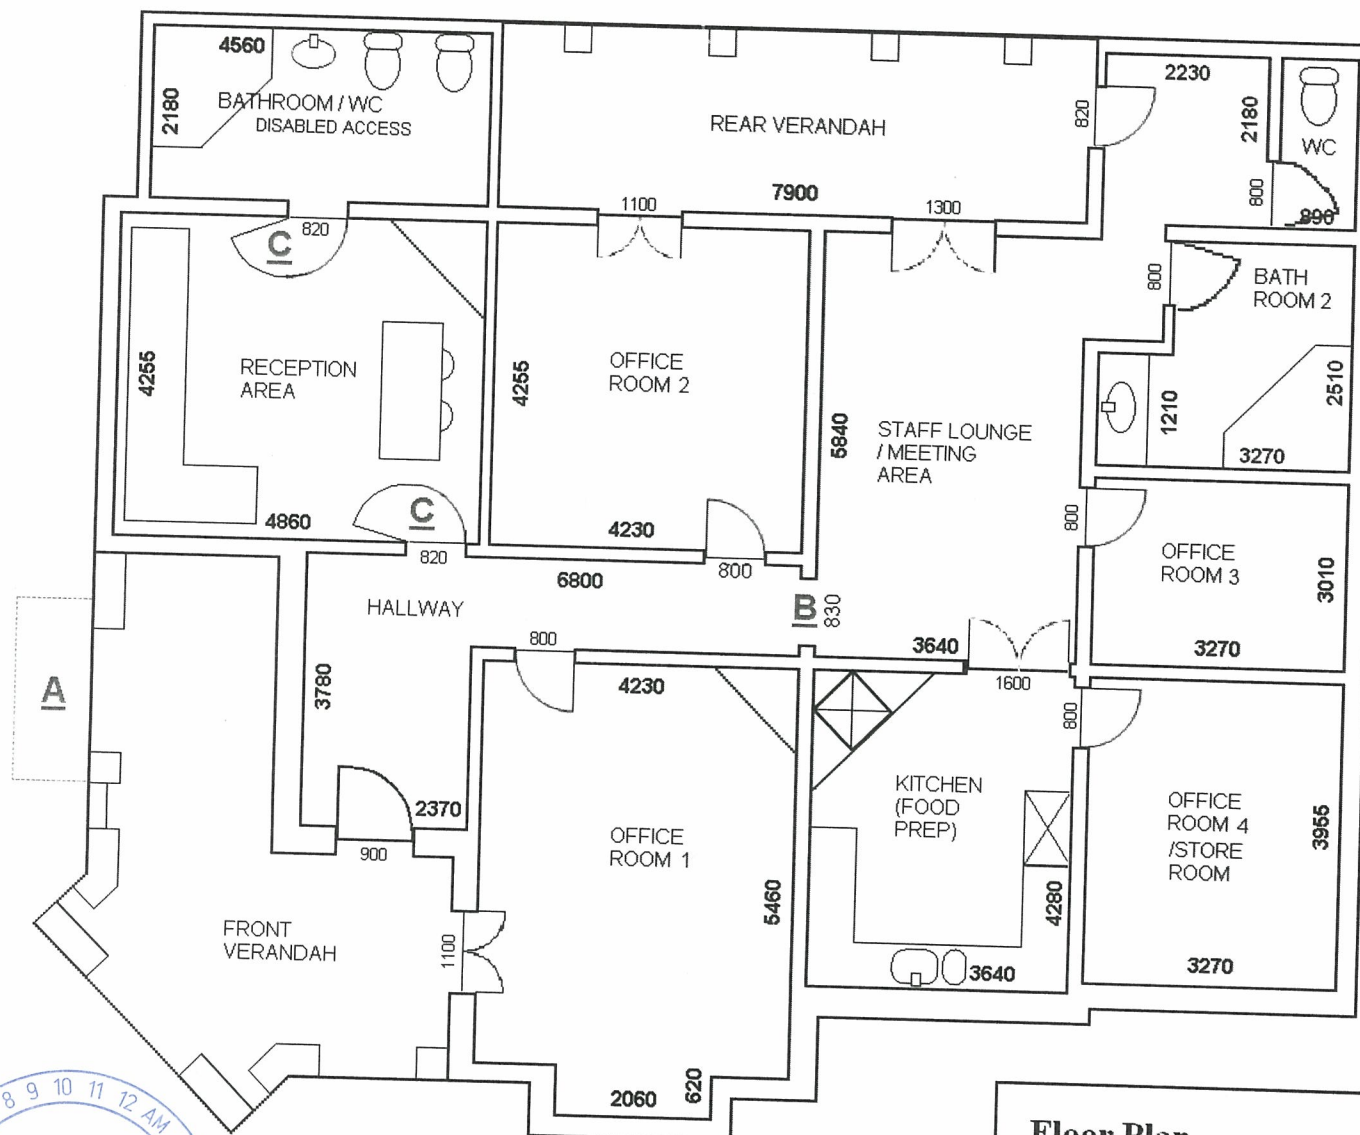 4560
2180
BATHROOM / WC
DISABLED ACCESS
REAR VERANDAH
7900
1100
1300
820
2230
2180
WC
800
890
820
C
4255
RECEPTION
AREA
4860
C
820
4255
OFFICE
ROOM 2
4230
800
5840
STAFF LOUNGE
/ MEETING
AREA
3640
1600
800
BATH
ROOM 2
2510
1210
3270
800
OFFICE
ROOM 3
3010
3270
HALLWAY
6800
B
830
A
3780
2370
900
800
4230
OFFICE
ROOM 1
5460
1100
2060
620
FRONT
VERANDAH
KITCHEN
(FOOD
PREP)
4280
3640
800
OFFICE
ROOM 4
/STORE
ROOM
3955
3270
8 9 10 11 12 AM
Floor Plan